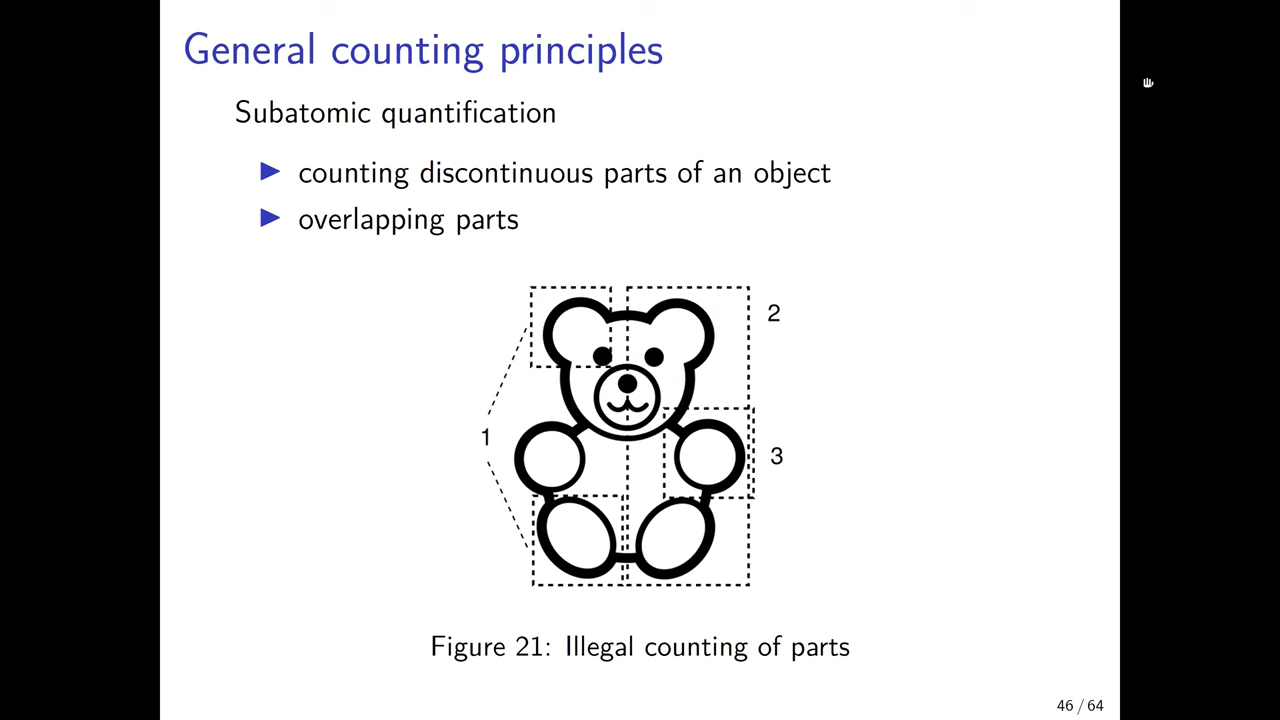 General counting principles
Subatomic quantification
▶ counting discontinuous parts of an object
▶ overlapping parts
2
1
3
Figure 21: Illegal counting of parts
46 / 64